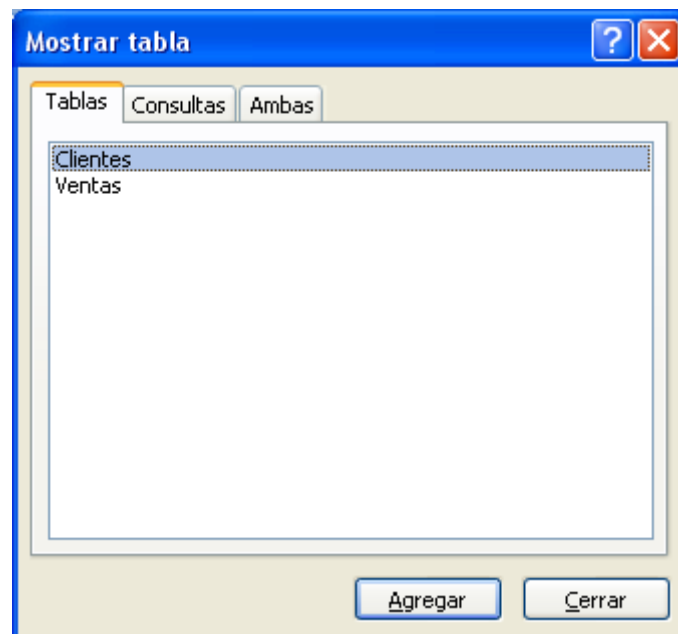 Mostrar tabla
?
Tablas Consultas Ambas
Clientes
Ventas
Agregar Cerrar